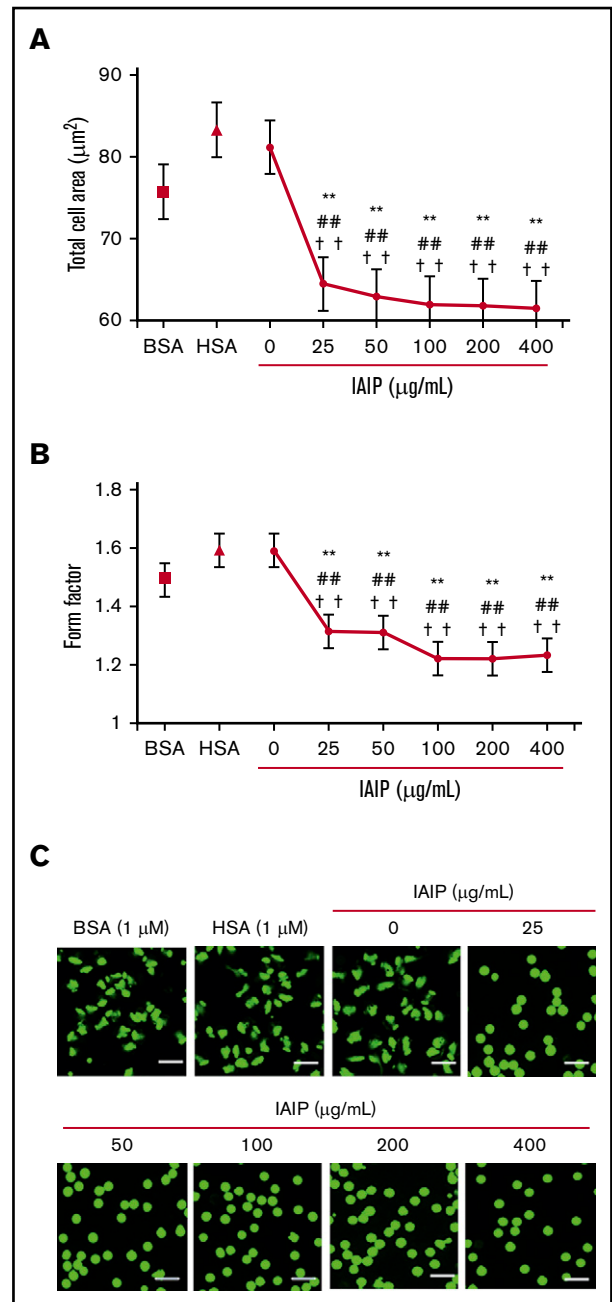 A
Total cell area (μm²)
90
80
70
60
** ** ** ** **
## ## ## ## ##
† † † † † † † † † †
BSA HSA 0 25 50 100 200 400
IAIP (μg/mL)
B
Form factor
1.8
1.6
1.4
1.2
1
** ** ** ** **
## ## ## ## ##
† † † † † † † † † †
BSA HSA 0 25 50 100 200 400
IAIP (μg/mL)
C
IAIP (μg/mL)
BSA (1 μM) HSA (1 μM) 0 25
IAIP (μg/mL)
50 100 200 400